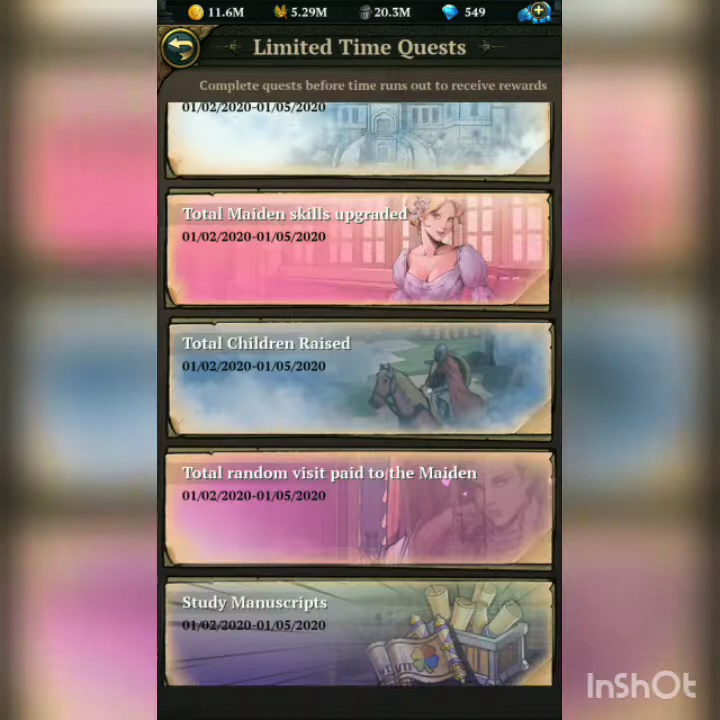 11.6M 5.29M 20.3M 549
Limited Time Quests
Complete quests before time runs out to receive rewards
01/02/2020-01/05/2020
Total Maiden skills upgraded
01/02/2020-01/05/2020
Total Children Raised
01/02/2020-01/05/2020
Total random visit paid to the Maiden
01/02/2020-01/05/2020
Study Manuscripts
01/02/2020-01/05/2020
InShOt